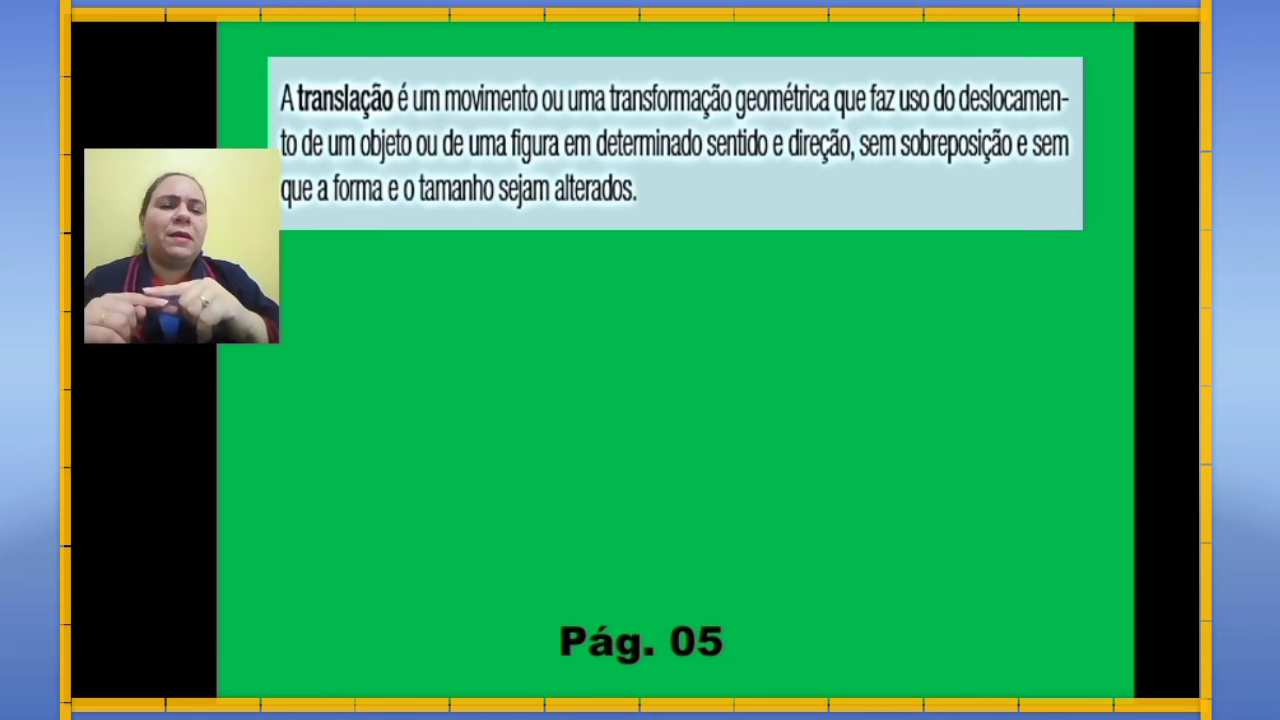 A translação é um movimento ou uma transformação geométrica que faz uso do deslocamen-
to de um objeto ou de uma figura em determinado sentido e direção, sem sobreposição e sem
que a forma e o tamanho sejam alterados.
Pág. 05